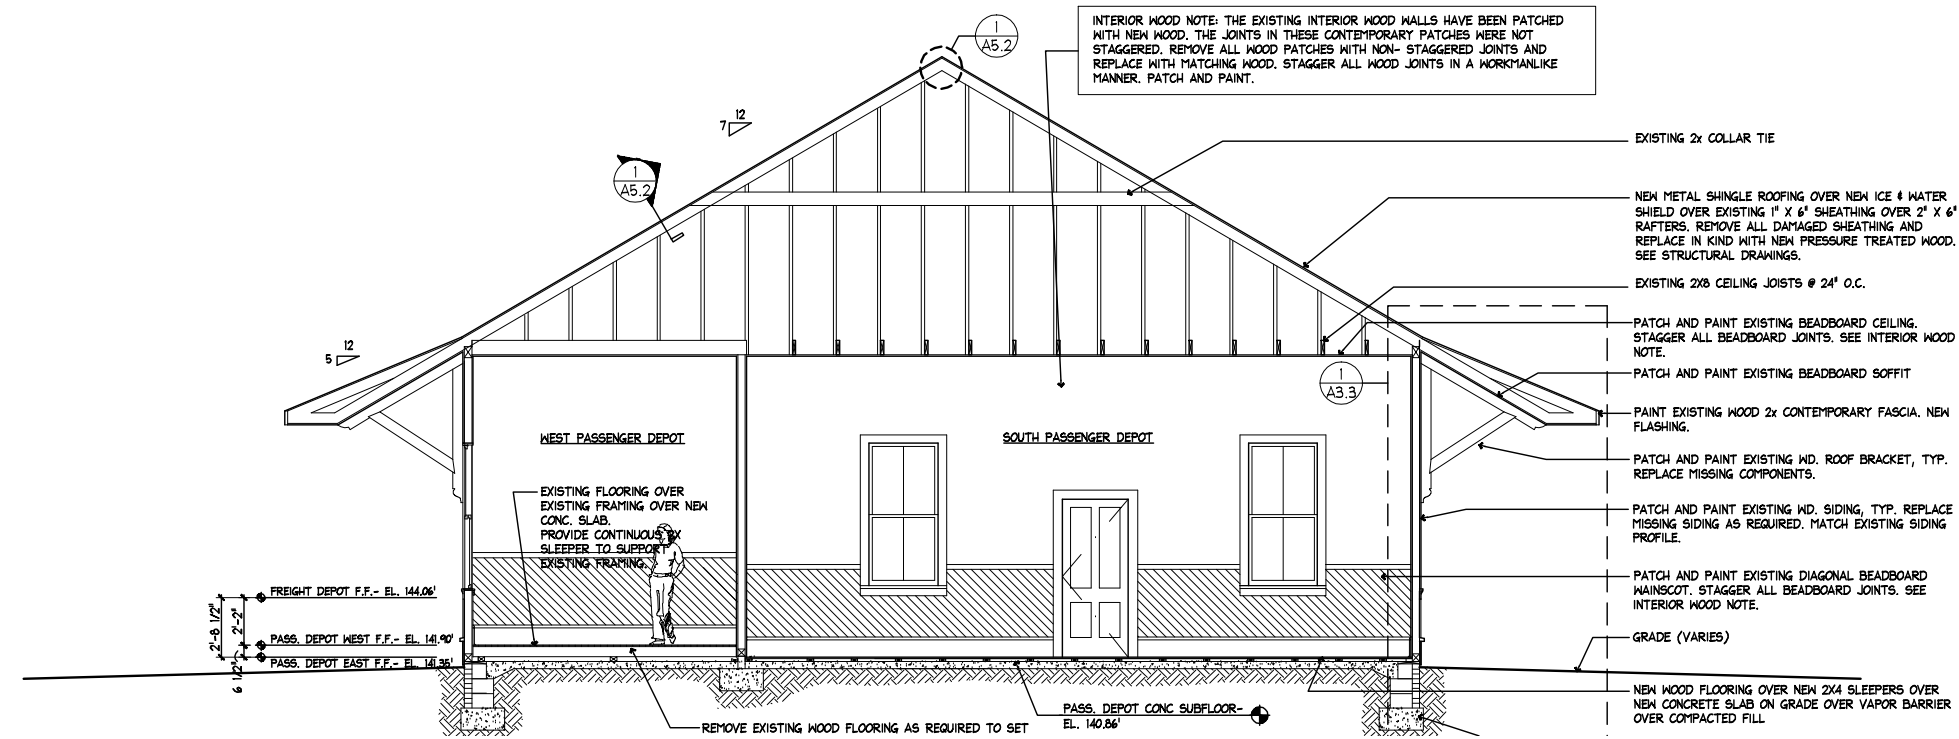 1
A5.2
INTERIOR WOOD NOTE: THE EXISTING INTERIOR WOOD WALLS HAVE BEEN PATCHED
WITH NEW WOOD. THE JOINTS IN THESE CONTEMPORARY PATCHES WERE NOT
STAGGERED. REMOVE ALL WOOD PATCHES WITH NON- STAGGERED JOINTS AND
REPLACE WITH MATCHING WOOD. STAGGER ALL WOOD JOINTS IN A WORKMANLIKE
MANNER. PATCH AND PAINT.
12
7
1
A5.2
EXISTING 2x COLLAR TIE
NEW METAL SHINGLE ROOFING OVER NEW ICE & WATER
SHIELD OVER EXISTING 1" X 6" SHEATHING OVER 2" X 6"
RAFTERS. REMOVE ALL DAMAGED SHEATHING AND
REPLACE IN KIND WITH NEW PRESSURE TREATED WOOD.
SEE STRUCTURAL DRAWINGS.
EXISTING 2X8 CEILING JOISTS @ 24" O.C.
12
5
PATCH AND PAINT EXISTING BEADBOARD CEILING.
STAGGER ALL BEADBOARD JOINTS. SEE INTERIOR WOOD
NOTE.
1
A3.3
PATCH AND PAINT EXISTING BEADBOARD SOFFIT
PAINT EXISTING WOOD 2x CONTEMPORARY FASCIA. NEW
FLASHING.
WEST PASSENGER DEPOT
SOUTH PASSENGER DEPOT
PATCH AND PAINT EXISTING WD. ROOF BRACKET, TYP.
REPLACE MISSING COMPONENTS.
EXISTING FLOORING OVER
EXISTING FRAMING OVER NEW
CONC. SLAB.
PROVIDE CONTINUOUS 2X
SLEEPER TO SUPPORT
EXISTING FRAMING.
PATCH AND PAINT EXISTING WD. SIDING, TYP. REPLACE
MISSING SIDING AS REQUIRED. MATCH EXISTING SIDING
PROFILE.
PATCH AND PAINT EXISTING DIAGONAL BEADBOARD
WAINSCOT. STAGGER ALL BEADBOARD JOINTS. SEE
INTERIOR WOOD NOTE.
FREIGHT DEPOT F.F.- EL. 144.06'
2'-8 1/2"
2'-2"
PASS. DEPOT WEST F.F.- EL. 141.90'
PASS. DEPOT EAST F.F.- EL. 141.35'
6 1/2"
GRADE (VARIES)
NEW WOOD FLOORING OVER NEW 2X4 SLEEPERS OVER
NEW CONCRETE SLAB ON GRADE OVER VAPOR BARRIER
OVER COMPACTED FILL
PASS. DEPOT CONC SUBFLOOR-
EL. 140.86'
REMOVE EXISTING WOOD FLOORING AS REQUIRED TO SET